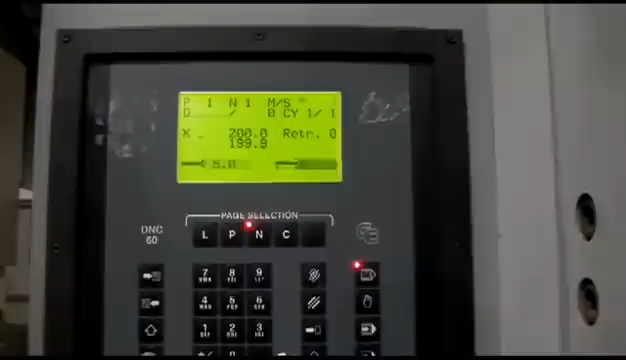 P 1 N 1 M/S
D / 0 CY 1/ 1
X 200.0 Retr. 0
199.9
PAGE SELECTION
DNC
60
L P N C
7 8 9
4 5 6
1 2 3